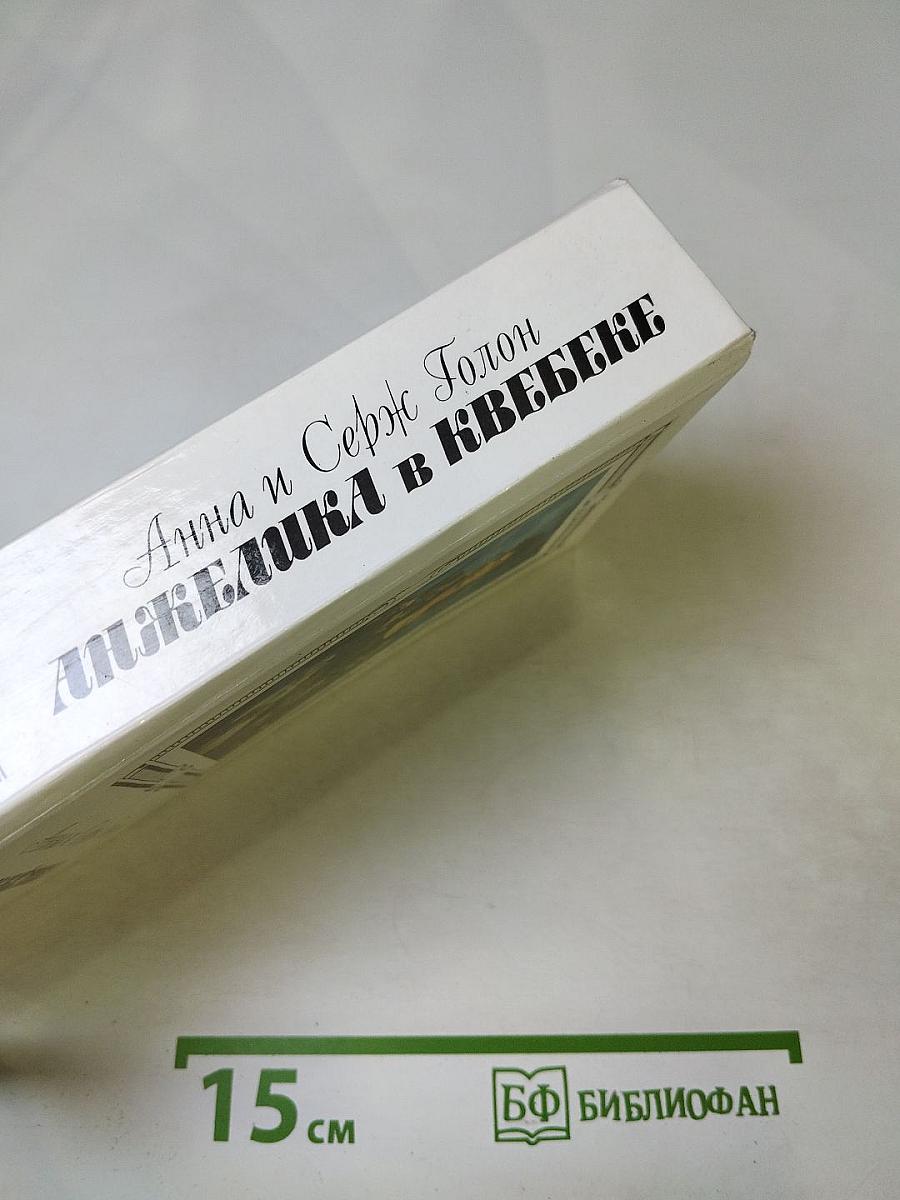 Анна и Серж Голон
АНЖЕЛИКА в КВЕБЕКЕ
15 см
БФ БИБЛИОФАН